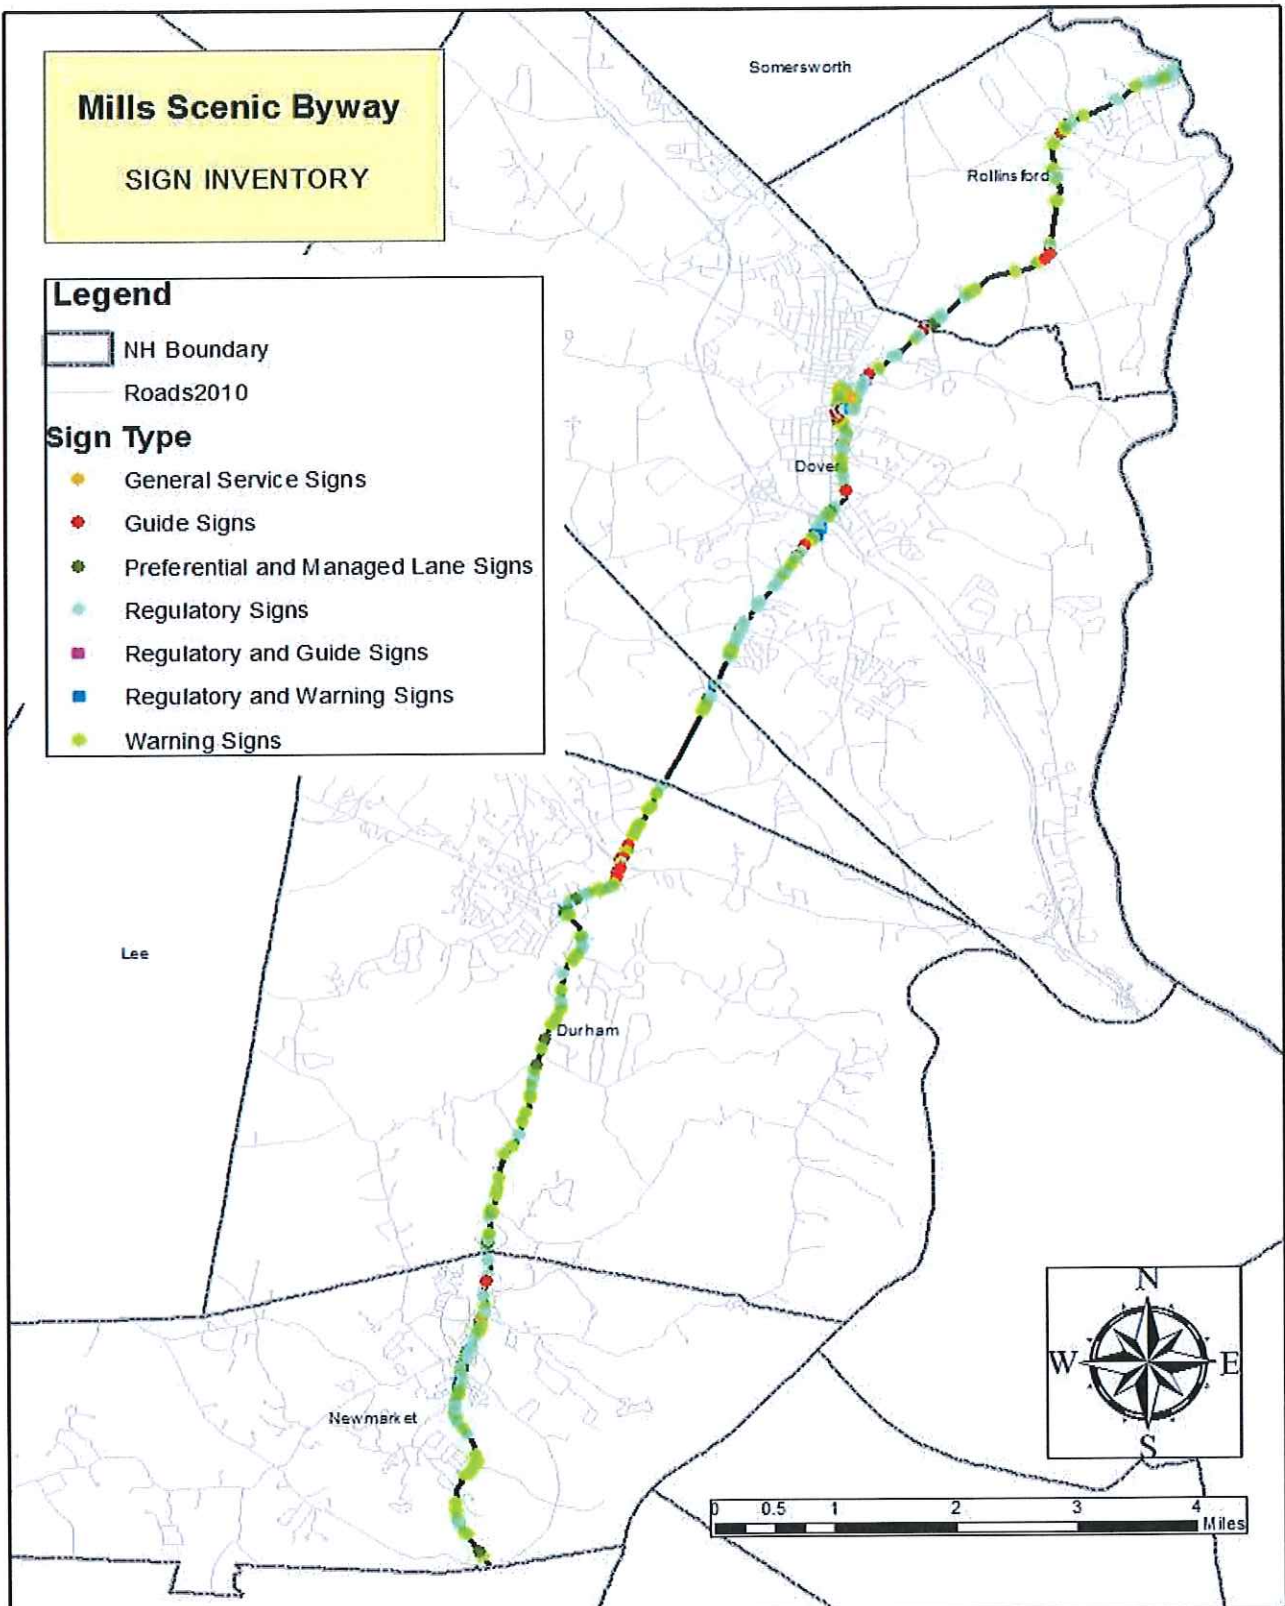 Mills Scenic Byway
SIGN INVENTORY
Legend
NH Boundary
Roads2010
Sign Type
General Service Signs
Guide Signs
Preferential and Managed Lane Signs
Regulatory Signs
Regulatory and Guide Signs
Regulatory and Warning Signs
Warning Signs
Somersworth
Rollinsford
Dover
Lee
Durham
Newmarket
N
W E
S
0 0.5 1 2 3 4
Miles